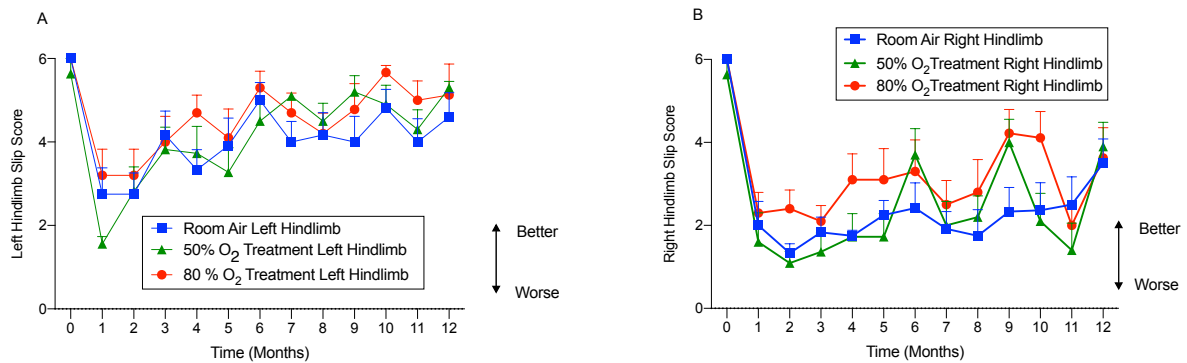 A
6
4
2
0
Left Hindlimb Slip Score
Room Air Left Hindlimb
50% O2 Treatment Left Hindlimb
80 % O2 Treatment Left Hindlimb
Better
Worse
0 1 2 3 4 5 6 7 8 9 10 11 12
Time (Months)
B
6
4
2
0
Right Hindlimb Slip Score
Room Air Right Hindlimb
50% O2Treatment Right Hindlimb
80% O2Treatment Right Hindlimb
Better
Worse
0 1 2 3 4 5 6 7 8 9 10 11 12
Time (Months)